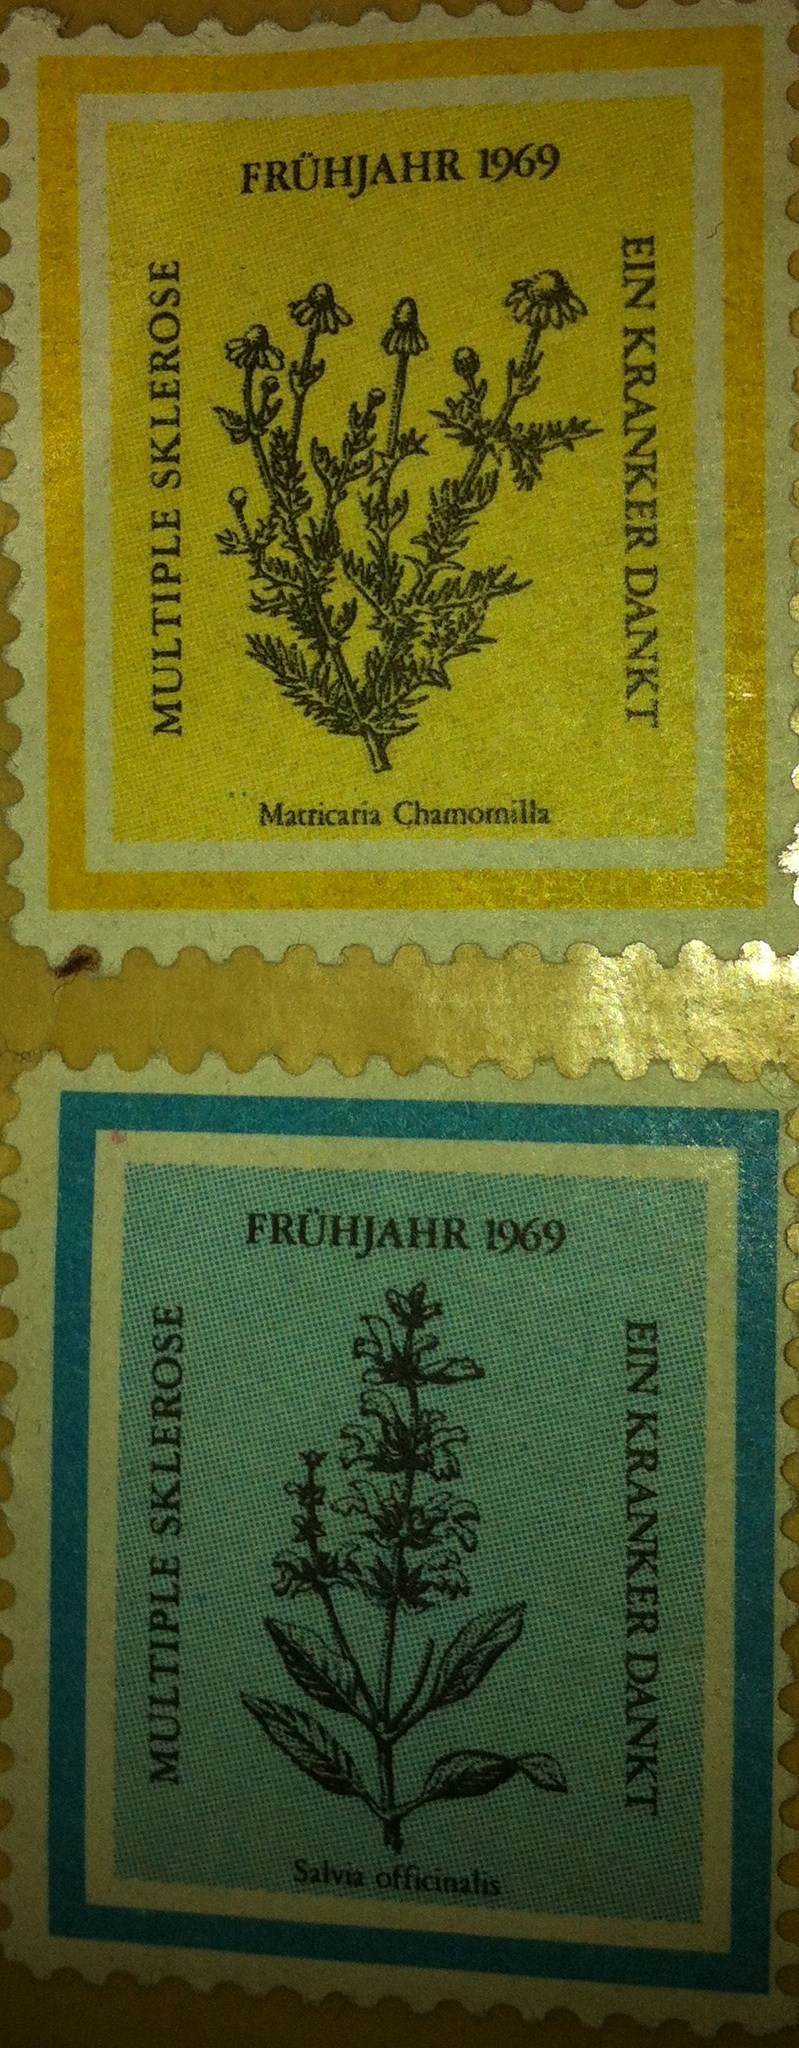 FRÜHJAHR 1969
MULTIPLE SKLEROSE
EIN KRANKER DANKT
Matricaria Chamomilla
FRÜHJAHR 1969
MULTIPLE SKLEROSE
EIN KRANKER DANKT
Salvia officinalis